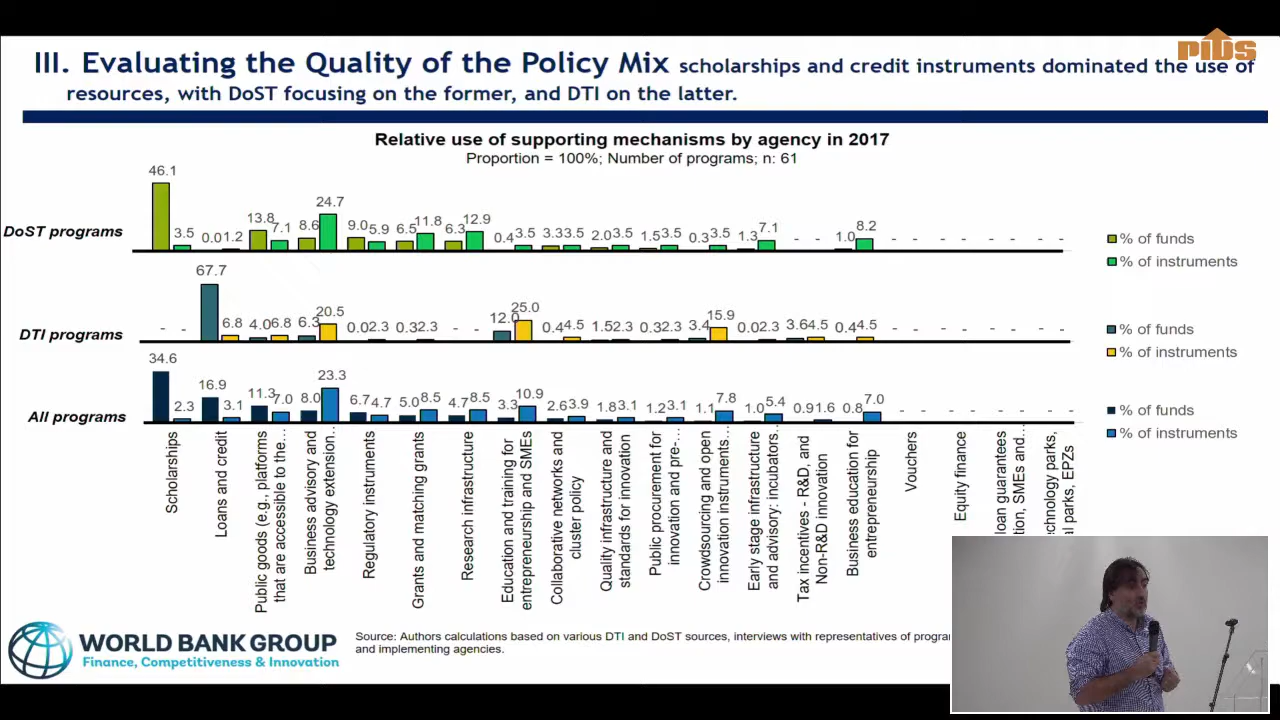 PIDS
III. Evaluating the Quality of the Policy Mix scholarships and credit instruments dominated the use of
resources, with DoST focusing on the former, and DTI on the latter.
Relative use of supporting mechanisms by agency in 2017
Proportion = 100%; Number of programs; n: 61
DoST programs
46.1 3.5 0.0 1.2 13.8 7.1 8.6 24.7 9.0 5.9 6.5 11.8 6.3 12.9 0.4 3.5 3.3 3.5 2.0 3.5 1.5 3.5 0.3 3.5 1.3 7.1 - - 1.0 8.2 - - - - - - - -
% of funds
% of instruments
DTI programs
- - 67.7 6.8 4.0 6.8 6.3 20.5 0.0 2.3 0.3 2.3 - - 12.0 25.0 0.4 4.5 1.5 2.3 0.3 2.3 3.4 15.9 0.0 2.3 3.6 4.5 0.4 4.5 - - - - - - - -
% of funds
% of instruments
All programs
34.6 2.3 16.9 3.1 11.3 7.0 8.0 23.3 6.7 4.7 5.0 8.5 4.7 8.5 3.3 10.9 2.6 3.9 1.8 3.1 1.2 3.1 1.1 7.8 1.0 5.4 0.9 1.6 0.8 7.0 - - - - - - - -
% of funds
% of instruments
Scholarships
Loans and credit
Public goods (e.g., platforms
that are accessible to the...
Business advisory and
technology extension...
Regulatory instruments
Grants and matching grants
Research infrastructure
Education and training for
entrepreneurship and SMEs
Collaborative networks and
cluster policy
Quality infrastructure and
standards for innovation
Public procurement for
innovation and pre-...
Crowdsourcing and open
innovation instruments...
Early stage infrastructure
and advisory: incubators...
Tax incentives - R&D, and
Non-R&D innovation
Business education for
entrepreneurship
Vouchers
Equity finance
loan guarantees
tion, SMEs and...
echnology parks,
al parks, EPZs
WORLD BANK GROUP
Finance, Competitiveness & Innovation
Source: Authors calculations based on various DTI and DoST sources, interviews with representatives of progra
and implementing agencies.